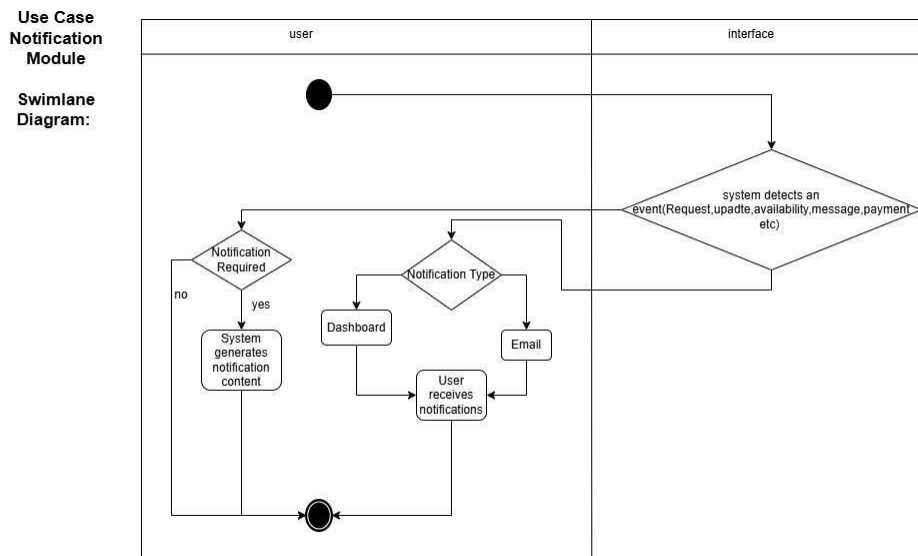 Use Case
Notification
Module
Swimlane
Diagram:
user
interface
system detects an
event(Request,upadte,availability,message,payment
etc)
Notification
Required
Notification Type
no
yes
Dashboard
Email
System
generates
notification
content
User
receives
notifications